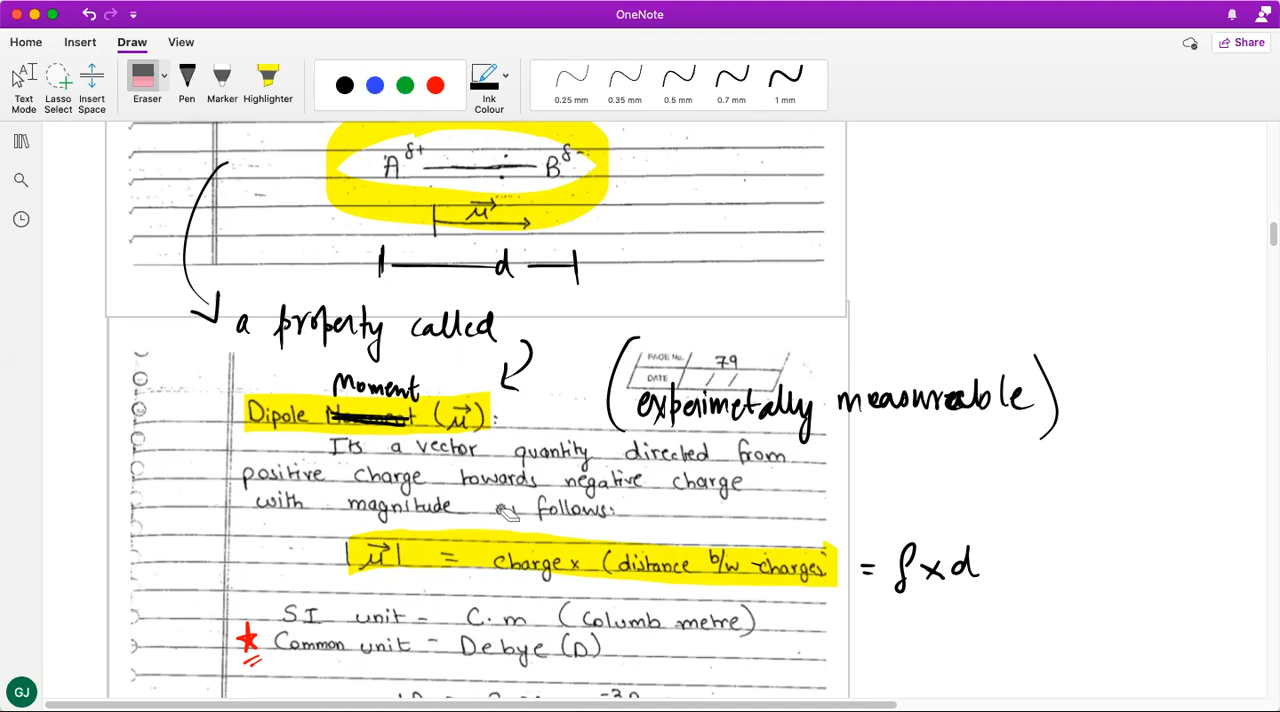 OneNote
Home Insert Draw View
Share
Text Mode
Lasso Select
Insert Space
Eraser
Pen
Marker
Highlighter
Ink Colour
0.25 mm
0.35 mm
0.5 mm
0.7 mm
1 mm
A δ+ B δ-
μ
d
a property called
PAGE No. 79
DATE / /
Moment
Dipole (μ) :
(experimetally measurable)
Its a vector quantity directed from
positive charge towards negative charge
with magnitude as follows:
|μ| = charge x (distance b/w charges = δ x d
SI unit - C.m (Columb metre)
Common unit - Debye (D)
GJ